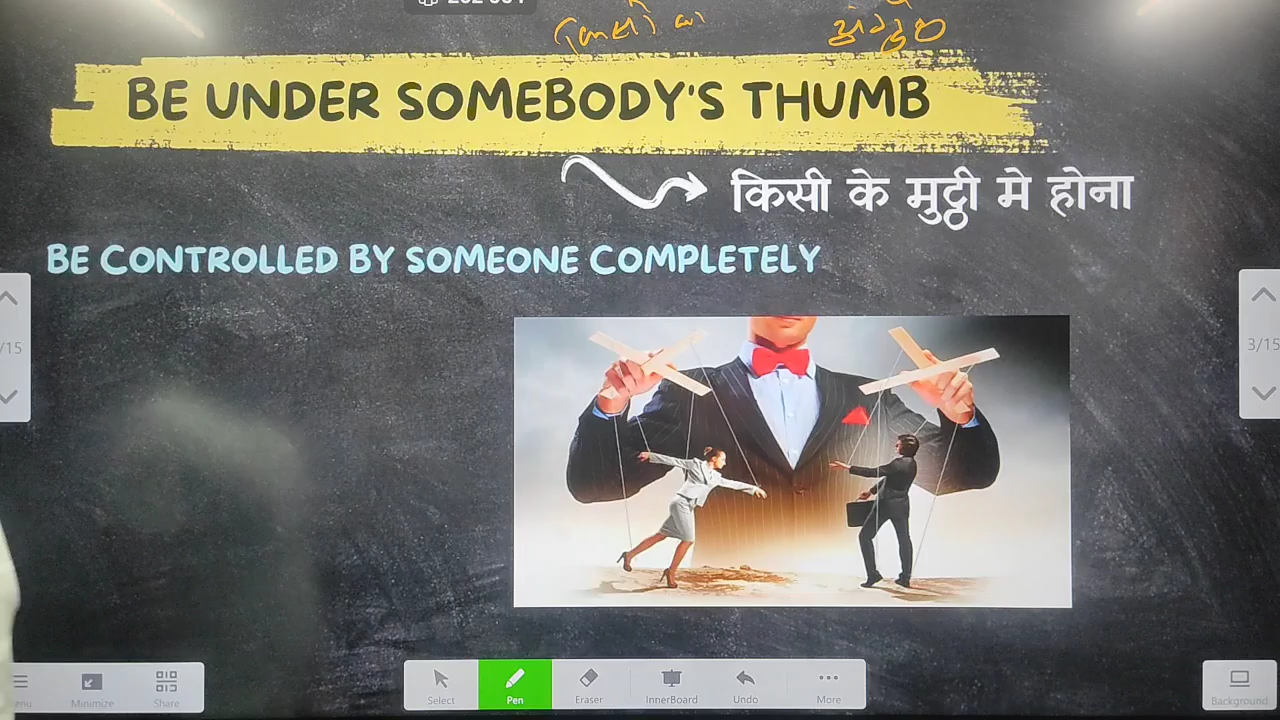 किसी का अंगूठा
BE UNDER SOMEBODY'S THUMB
किसी के मुट्ठी मे होना
BE CONTROLLED BY SOMEONE COMPLETELY
/15
3/15
Minimize
Share
Select
Pen
Eraser
InnerBoard
Undo
More
Background